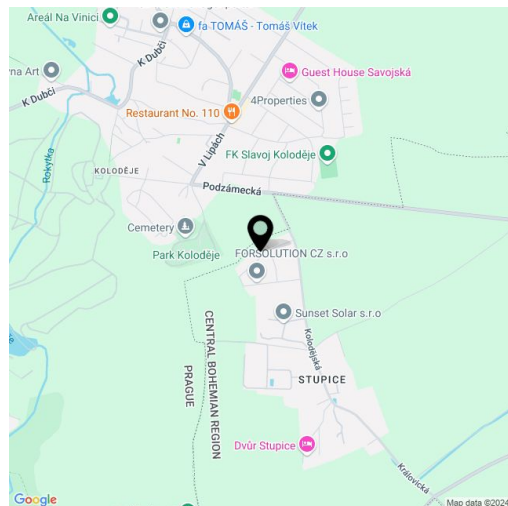 Areál Na Vinici
fa TOMÁŠ - Tomáš Vítek
K Dubči
rna Art
Guest House Savojská
K Dubči
4Properties
Restaurant No. 110
Rokytka
V Lipách
FK Slavoj Koloděje
KOLODĚJE
Podzámecká
Cemetery
Park Koloděje
FORSOLUTION CZ s.r.o
Sunset Solar s.r.o
Kolodějská
CENTRAL BOHEMIAN REGION
PRAGUE
STUPICE
Dvůr Stupice
Královická
Google
Map data ©2024